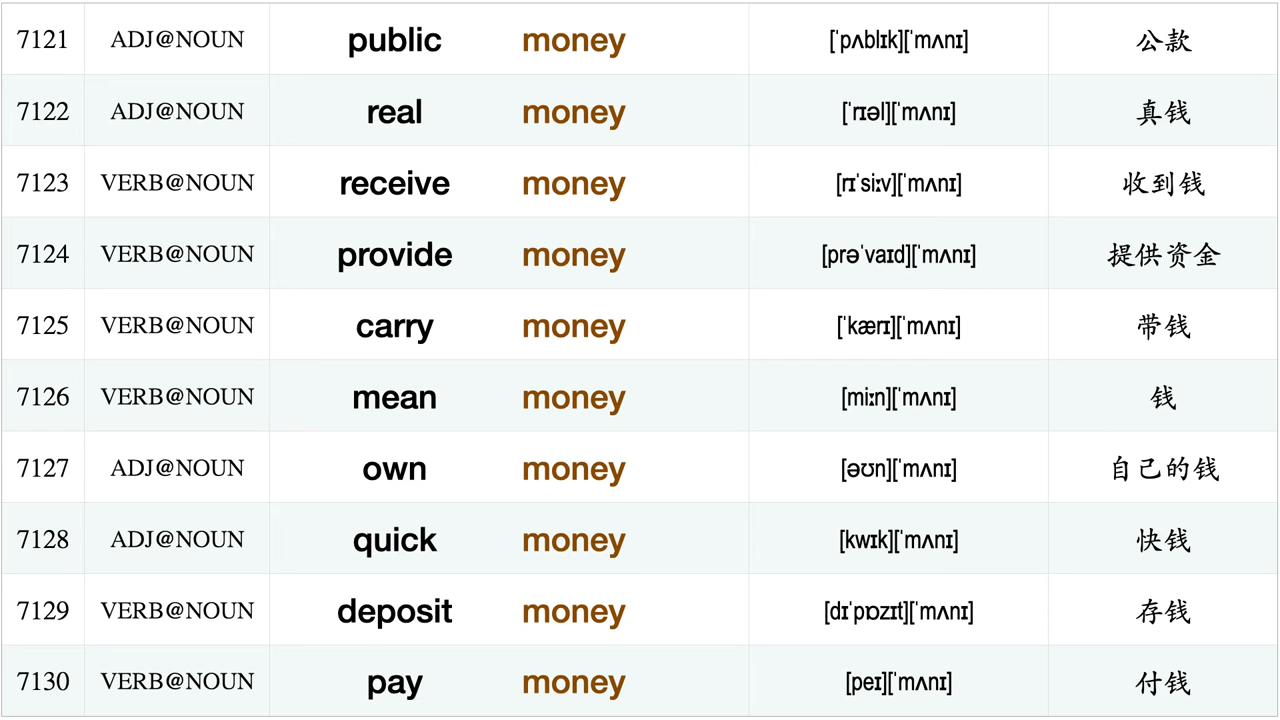 7121 ADJ@NOUN public money [ˈpʌblɪk][ˈmʌnɪ] 公款
7122 ADJ@NOUN real money [ˈrɪəl][ˈmʌnɪ] 真钱
7123 VERB@NOUN receive money [rɪˈsiːv][ˈmʌnɪ] 收到钱
7124 VERB@NOUN provide money [prəˈvaɪd][ˈmʌnɪ] 提供资金
7125 VERB@NOUN carry money [ˈkærɪ][ˈmʌnɪ] 带钱
7126 VERB@NOUN mean money [miːn][ˈmʌnɪ] 钱
7127 ADJ@NOUN own money [əʊn][ˈmʌnɪ] 自己的钱
7128 ADJ@NOUN quick money [kwɪk][ˈmʌnɪ] 快钱
7129 VERB@NOUN deposit money [dɪˈpɒzɪt][ˈmʌnɪ] 存钱
7130 VERB@NOUN pay money [peɪ][ˈmʌnɪ] 付钱